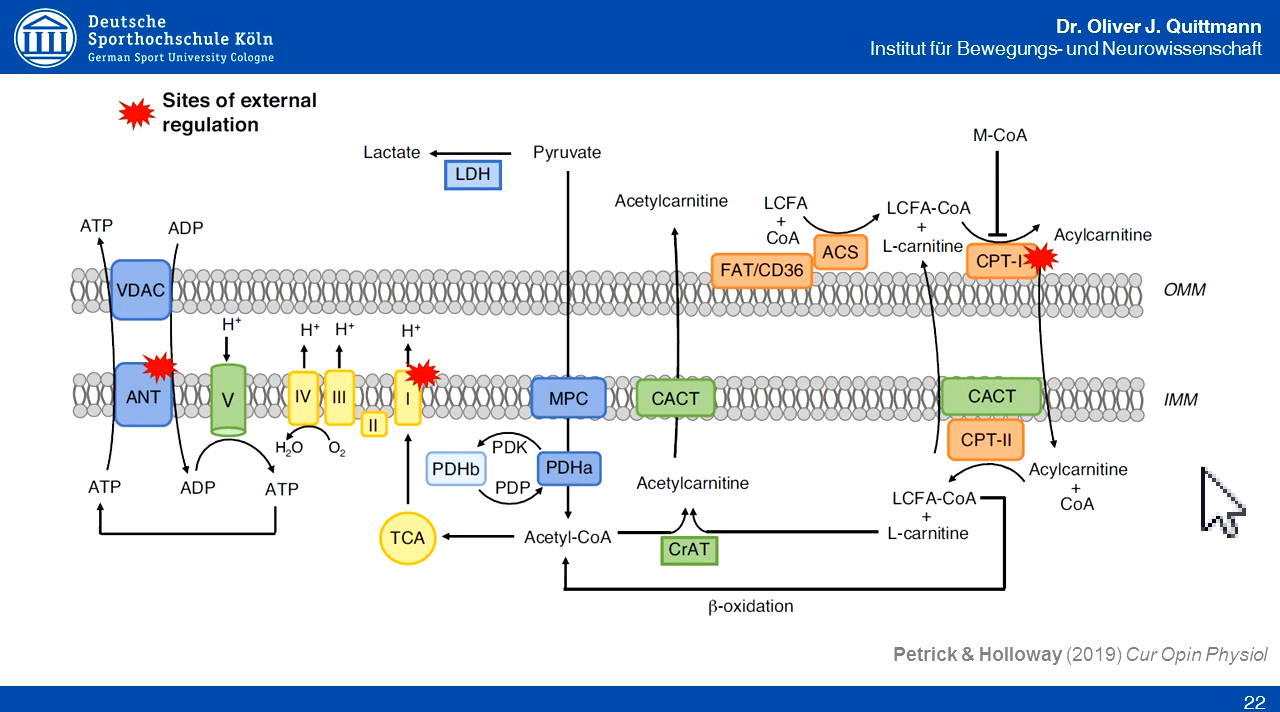 Deutsche
Sporthochschule Köln
German Sport University Cologne
Dr. Oliver J. Quittmann
Institut für Bewegungs- und Neurowissenschaft
Sites of external
regulation
Lactate
LDH
Pyruvate
M-CoA
Acetylcarnitine
LCFA
+
CoA
ACS
FAT/CD36
LCFA-CoA
+
L-carnitine
CPT-I
Acylcarnitine
ATP
ADP
VDAC
OMM
H+
H+
H+
H+
ANT
V
IV
III
II
I
MPC
CACT
CACT
IMM
H2O
O2
PDK
PDHb
PDHa
PDP
CPT-II
ATP
ADP
ATP
Acetylcarnitine
Acylcarnitine
+
CoA
LCFA-CoA
+
L-carnitine
TCA
Acetyl-CoA
CrAT
β-oxidation
Petrick & Holloway (2019) Cur Opin Physiol
22